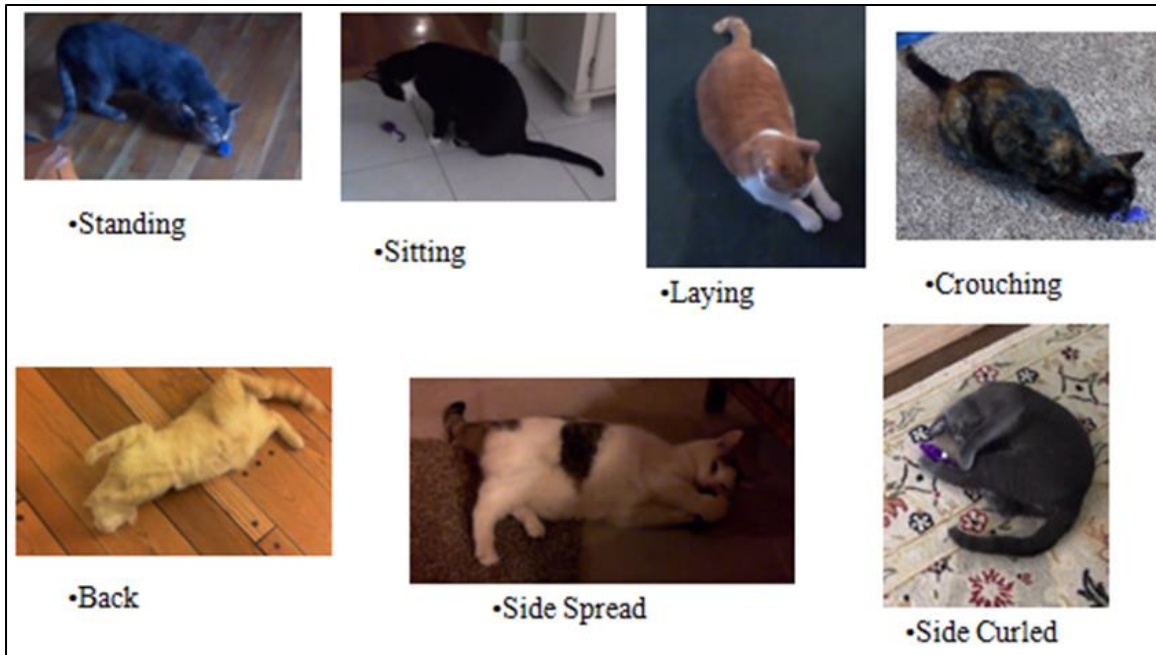 •Standing
•Sitting
•Laying
•Crouching
•Back
•Side Spread
•Side Curled